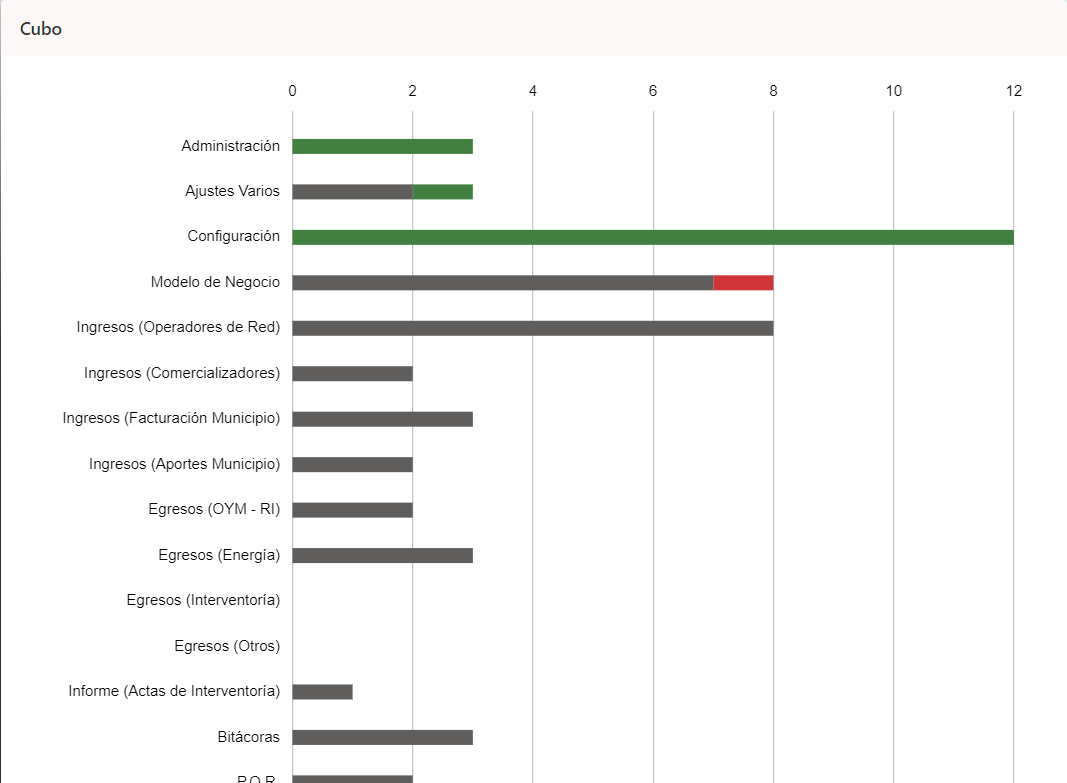 Cubo
0 2 4 6 8 10 12
Administración
Ajustes Varios
Configuración
Modelo de Negocio
Ingresos (Operadores de Red)
Ingresos (Comercializadores)
Ingresos (Facturación Municipio)
Ingresos (Aportes Municipio)
Egresos (OYM - RI)
Egresos (Energía)
Egresos (Interventoría)
Egresos (Otros)
Informe (Actas de Interventoría)
Bitácoras